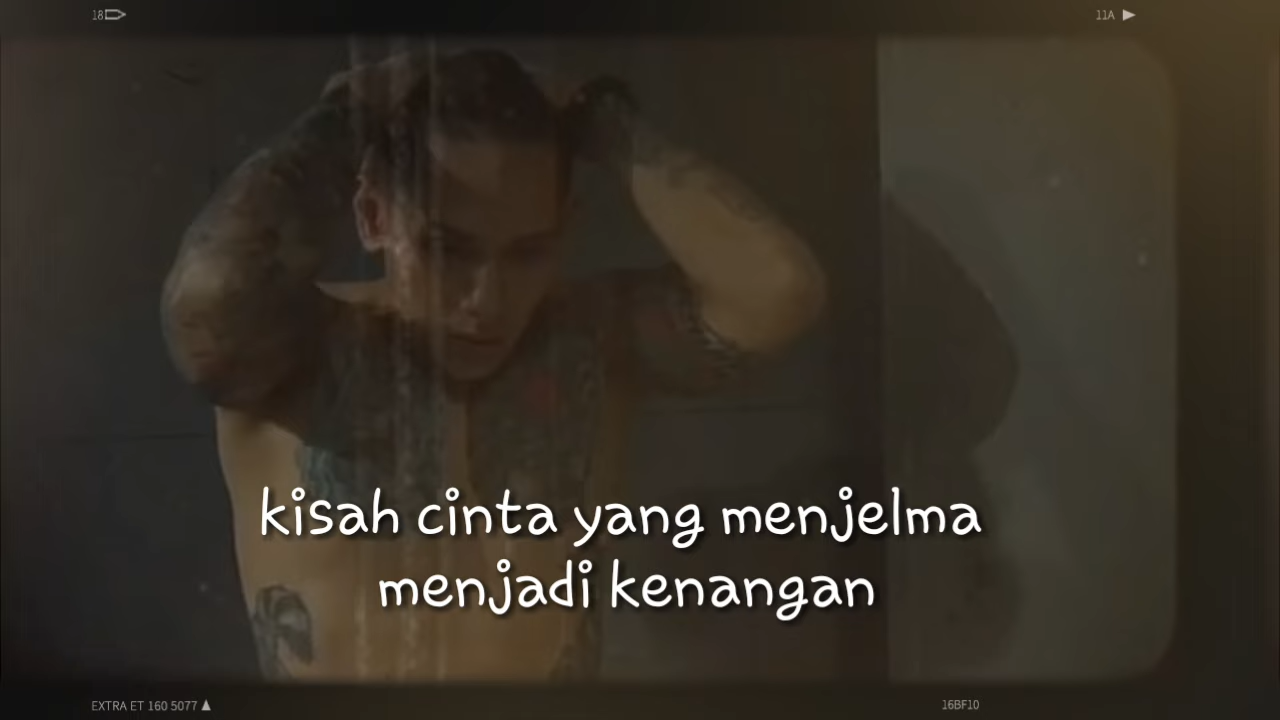 18
11A
kisah cinta yang menjelma
menjadi kenangan
EXTRA ET 160 5077
16BF10